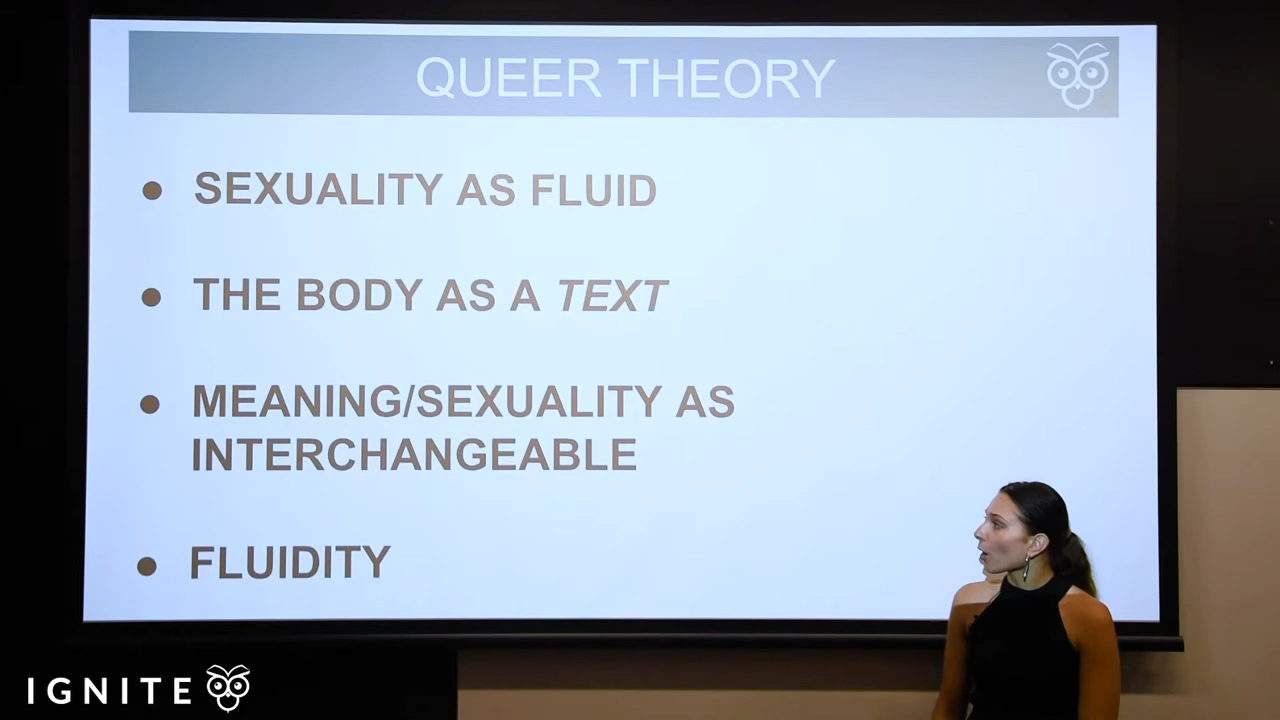 QUEER THEORY
● SEXUALITY AS FLUID
● THE BODY AS A TEXT
● MEANING/SEXUALITY AS
INTERCHANGEABLE
● FLUIDITY
IGNITE